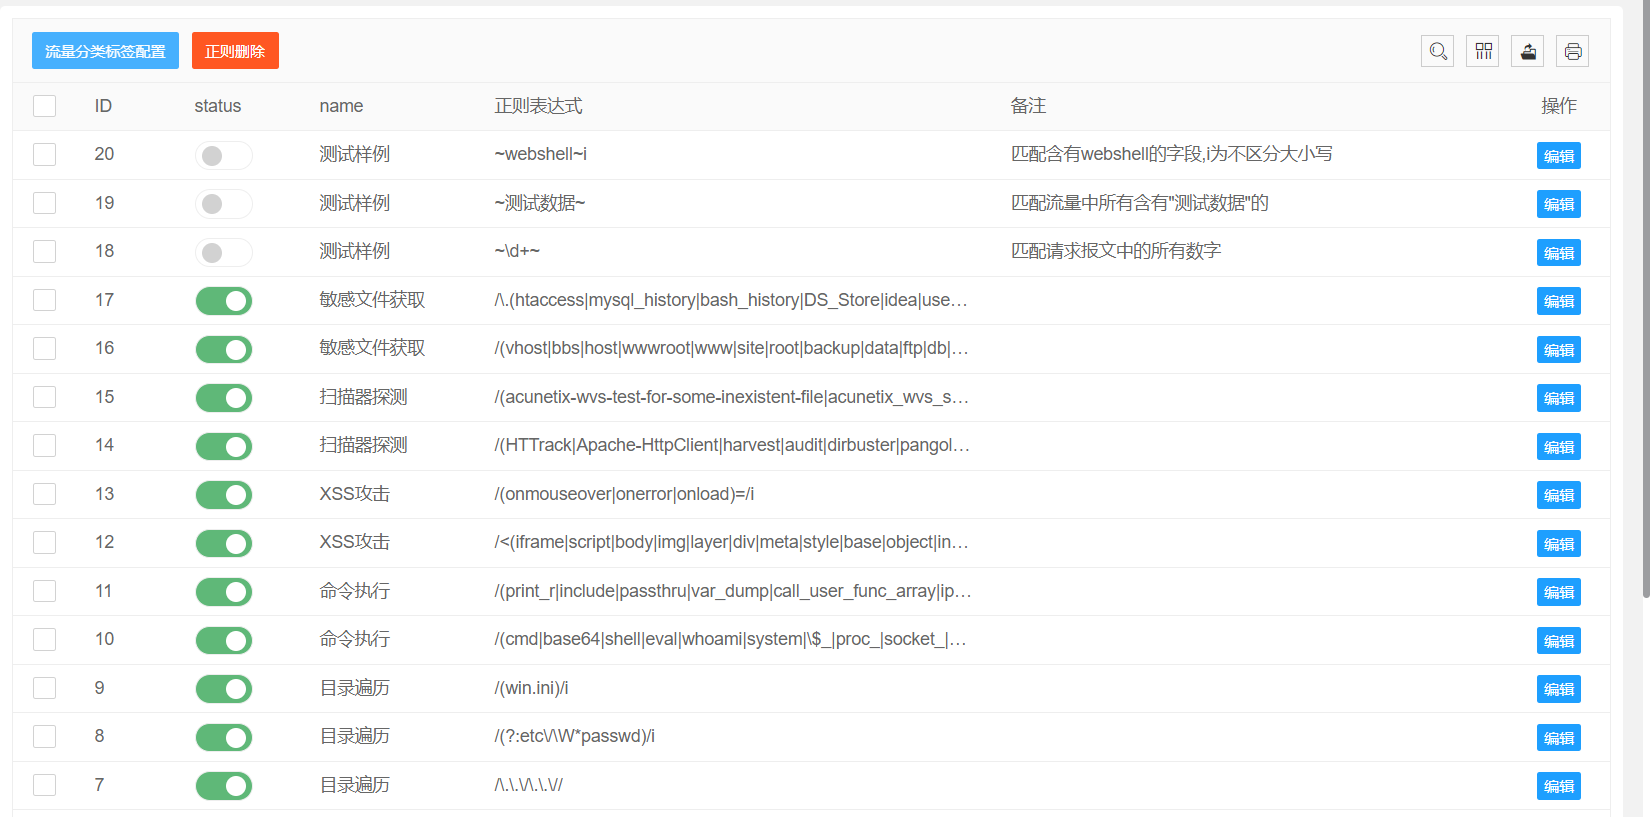 流量分类标签配置 正则删除
ID status name 正则表达式 备注 操作
20 测试样例 ~webshell~i 匹配含有webshell的字段,i为不区分大小写 编辑
19 测试样例 ~测试数据~ 匹配流量中所有含有"测试数据"的 编辑
18 测试样例 ~\d+~ 匹配请求报文中的所有数字 编辑
17 敏感文件获取 /\.(htaccess|mysql_history|bash_history|DS_Store|idea|use… 编辑
16 敏感文件获取 /(vhost|bbs|host|wwwroot|www|site|root|backup|data|ftp|db|… 编辑
15 扫描器探测 /(acunetix-wvs-test-for-some-inexistent-file|acunetix_wvs_s… 编辑
14 扫描器探测 /(HTTrack|Apache-HttpClient|harvest|audit|dirbuster|pangol… 编辑
13 XSS攻击 /(onmouseover|onerror|onload)=/i 编辑
12 XSS攻击 /<(iframe|script|body|img|layer|div|meta|style|base|object|in… 编辑
11 命令执行 /(print_r|include|passthru|var_dump|call_user_func_array|ip… 编辑
10 命令执行 /(cmd|base64|shell|eval|whoami|system|\$_|proc_|socket_|… 编辑
9 目录遍历 /(win.ini)/i 编辑
8 目录遍历 /(?:etc\/\W*passwd)/i 编辑
7 目录遍历 /\.\.\/\.\.\// 编辑